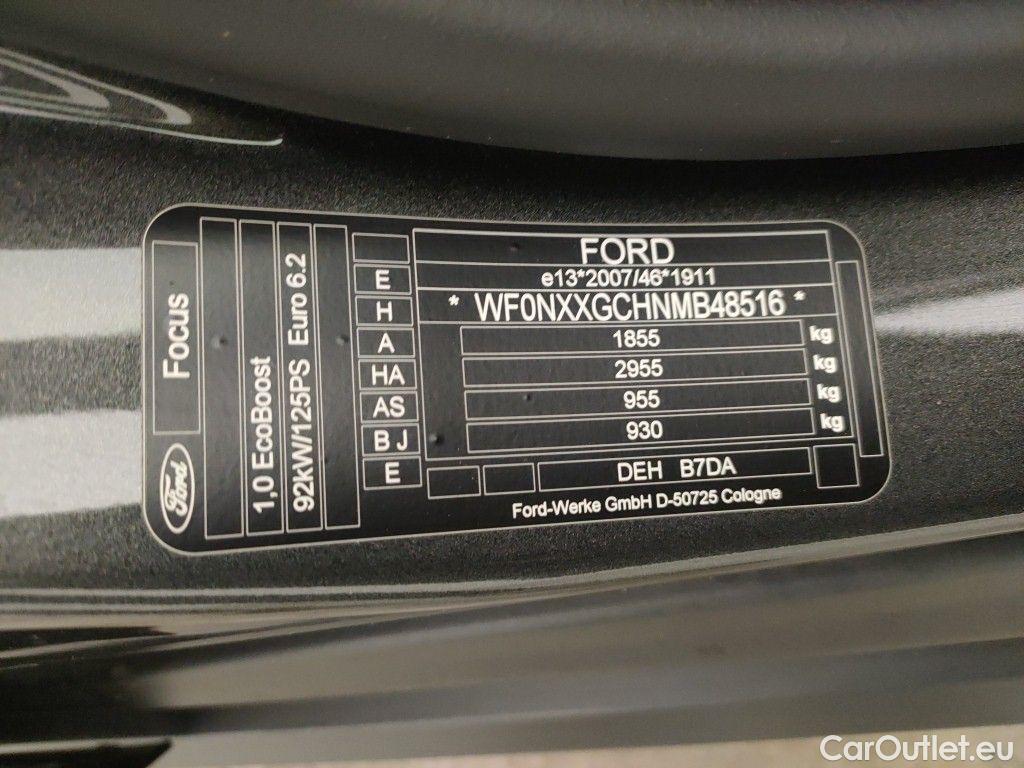 FORD
e13*2007/46*1911
* WF0NXXGCHNMB48516 *
1855 kg
2955 kg
955 kg
930 kg
DEH B7DA
Ford-Werke GmbH D-50725 Cologne
E
H
A
HA
AS
B J
E
Focus
Ford
1,0 EcoBoost
92kW/125PS Euro 6.2
CarOutlet.eu